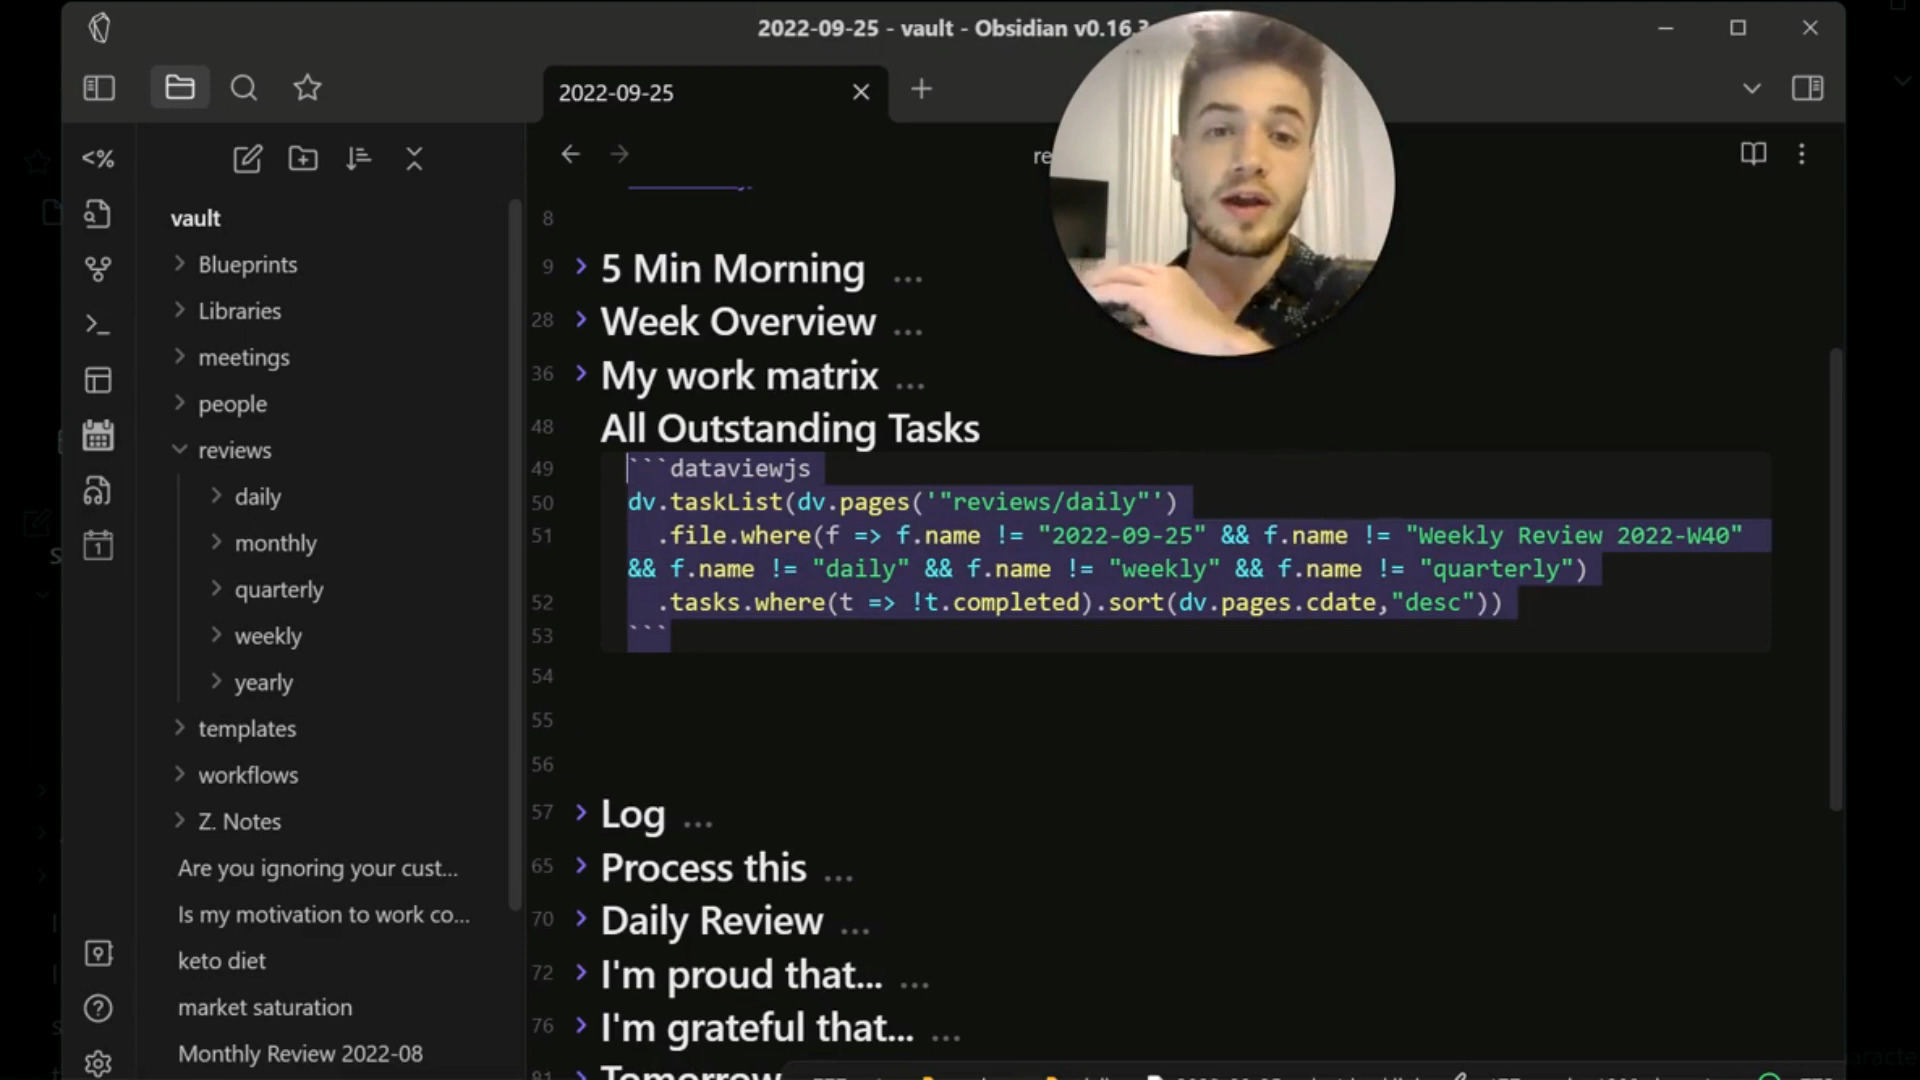 2022-09-25 - vault - Obsidian v0.16.3
2022-09-25
<%
vault
Blueprints
Libraries
meetings
people
reviews
daily
monthly
quarterly
weekly
yearly
templates
workflows
Z. Notes
Are you ignoring your cust...
Is my motivation to work co...
keto diet
market saturation
Monthly Review 2022-08
re
8
9 5 Min Morning ...
28 Week Overview ...
36 My work matrix ...
48 All Outstanding Tasks
49 ```dataviewjs
50 dv.taskList(dv.pages('"reviews/daily"')
51 .file.where(f => f.name != "2022-09-25" && f.name != "Weekly Review 2022-W40"
&& f.name != "daily" && f.name != "weekly" && f.name != "quarterly")
52 .tasks.where(t => !t.completed).sort(dv.pages.cdate,"desc"))
53 ```
54
55
56
57 Log ...
65 Process this ...
70 Daily Review ...
72 I'm proud that... ...
76 I'm grateful that... ...
81 Tomorrow